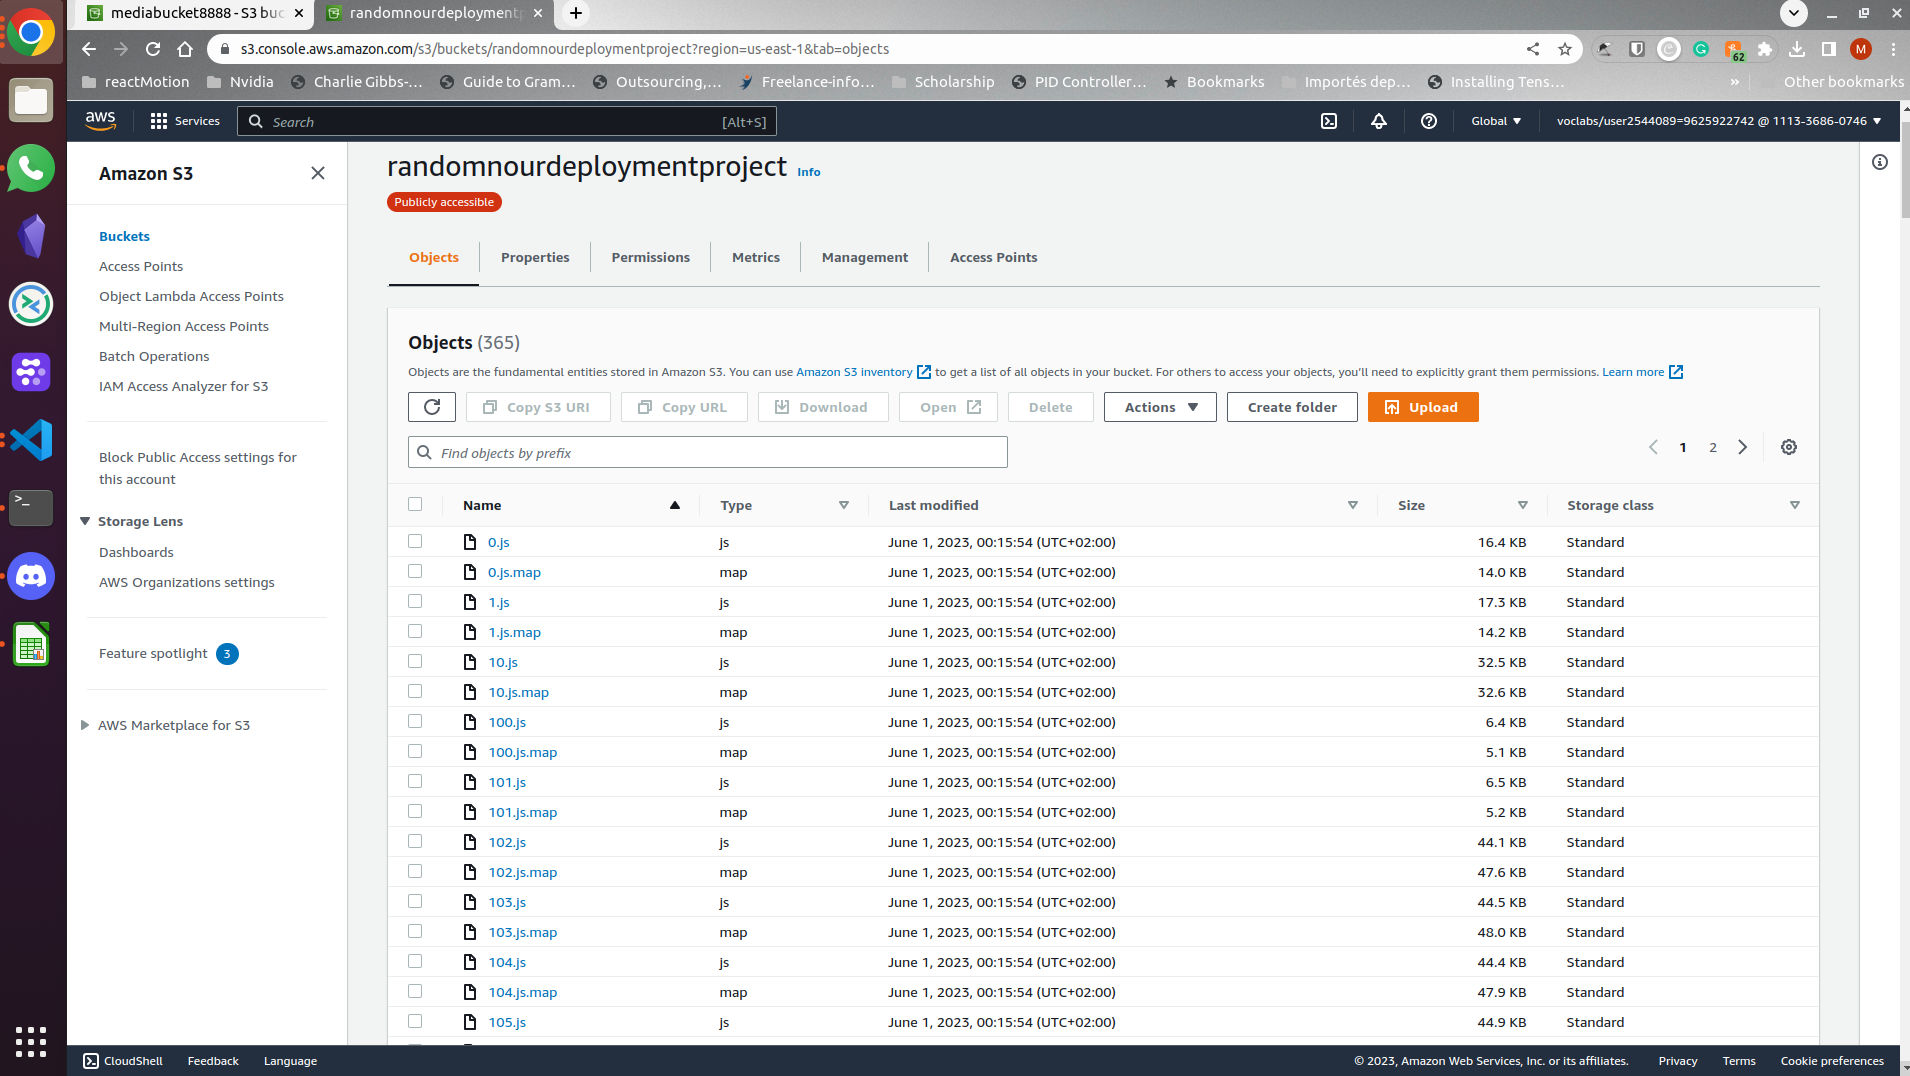 mediabucket8888 - S3 buc
randomnourdeploymentp
s3.console.aws.amazon.com/s3/buckets/randomnourdeploymentproject?region=us-east-1&tab=objects
62
M
reactMotion
Nvidia
Charlie Gibbs-...
Guide to Gram...
Outsourcing,...
Freelance-info...
Scholarship
PID Controller...
Bookmarks
Importés dep...
Installing Tens...
»
Other bookmarks
aws
Services
Search
[Alt+S]
Global
voclabs/user2544089=9625922742 @ 1113-3686-0746
Amazon S3
Buckets
Access Points
Object Lambda Access Points
Multi-Region Access Points
Batch Operations
IAM Access Analyzer for S3
Block Public Access settings for
this account
Storage Lens
Dashboards
AWS Organizations settings
Feature spotlight 3
AWS Marketplace for S3
randomnourdeploymentproject Info
Publicly accessible
Objects
Properties
Permissions
Metrics
Management
Access Points
Objects (365)
Objects are the fundamental entities stored in Amazon S3. You can use Amazon S3 inventory to get a list of all objects in your bucket. For others to access your objects, you'll need to explicitly grant them permissions. Learn more
Copy S3 URI
Copy URL
Download
Open
Delete
Actions
Create folder
Upload
Find objects by prefix
1 2
Name Type Last modified Size Storage class
0.js js June 1, 2023, 00:15:54 (UTC+02:00) 16.4 KB Standard
0.js.map map June 1, 2023, 00:15:54 (UTC+02:00) 14.0 KB Standard
1.js js June 1, 2023, 00:15:54 (UTC+02:00) 17.3 KB Standard
1.js.map map June 1, 2023, 00:15:54 (UTC+02:00) 14.2 KB Standard
10.js js June 1, 2023, 00:15:54 (UTC+02:00) 32.5 KB Standard
10.js.map map June 1, 2023, 00:15:54 (UTC+02:00) 32.6 KB Standard
100.js js June 1, 2023, 00:15:54 (UTC+02:00) 6.4 KB Standard
100.js.map map June 1, 2023, 00:15:54 (UTC+02:00) 5.1 KB Standard
101.js js June 1, 2023, 00:15:54 (UTC+02:00) 6.5 KB Standard
101.js.map map June 1, 2023, 00:15:54 (UTC+02:00) 5.2 KB Standard
102.js js June 1, 2023, 00:15:54 (UTC+02:00) 44.1 KB Standard
102.js.map map June 1, 2023, 00:15:54 (UTC+02:00) 47.6 KB Standard
103.js js June 1, 2023, 00:15:54 (UTC+02:00) 44.5 KB Standard
103.js.map map June 1, 2023, 00:15:54 (UTC+02:00) 48.0 KB Standard
104.js js June 1, 2023, 00:15:54 (UTC+02:00) 44.4 KB Standard
104.js.map map June 1, 2023, 00:15:54 (UTC+02:00) 47.9 KB Standard
105.js js June 1, 2023, 00:15:54 (UTC+02:00) 44.9 KB Standard
CloudShell
Feedback
Language
© 2023, Amazon Web Services, Inc. or its affiliates.
Privacy
Terms
Cookie preferences